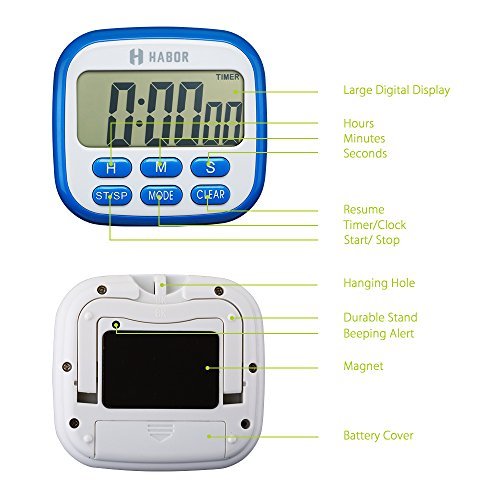 HABOR
TIMER
0:00 00
H M S
ST/SP MODE CLEAR
Large Digital Display
Hours
Minutes
Seconds
Resume
Timer/Clock
Start/ Stop
Hanging Hole
Durable Stand
Beeping Alert
Magnet
Battery Cover